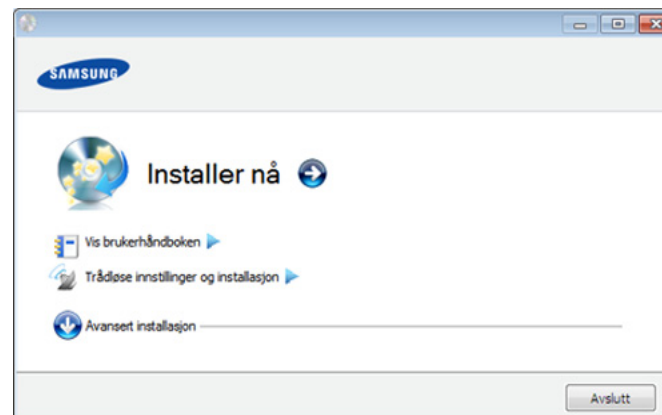 SAMSUNG
Installer nå
Vis brukerhåndboken
Trådløse innstillinger og installasjon
Avansert installasjon
Avslutt